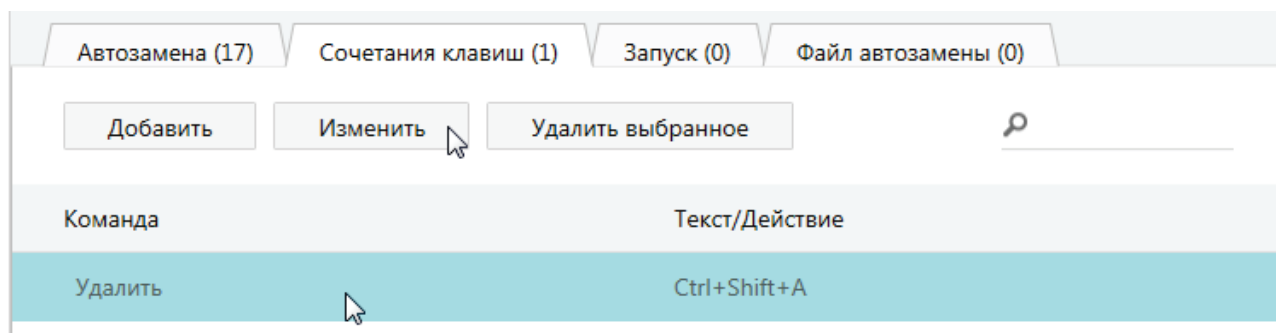 Автозамена (17) Сочетания клавиш (1) Запуск (0) Файл автозамены (0)
Добавить Изменить Удалить выбранное
Команда Текст/Действие
Удалить Ctrl+Shift+A